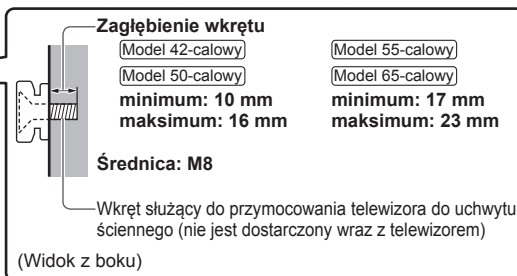 Zagłębienie wkrętu
Model 42-calowy
Model 50-calowy
minimum: 10 mm
maksimum: 16 mm
Model 55-calowy
Model 65-calowy
minimum: 17 mm
maksimum: 23 mm
Średnica: M8
Wkręt służący do przymocowania telewizora do uchwytu
ściennego (nie jest dostarczony wraz z telewizorem)
(Widok z boku)